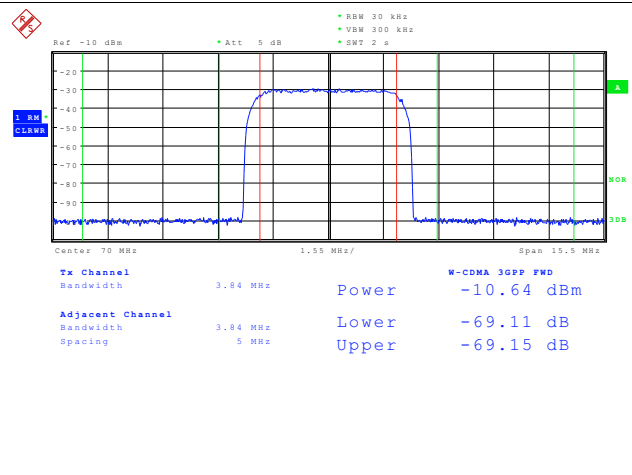 * RBW 30 kHz
* VBW 300 kHz
Ref -10 dBm * Att 5 dB * SWT 2 s
R
S
-20
-30
A
1 RM *
-40
CLRWR
-50
-60
-70
-80
NOR
-90
3DB
Center 70 MHz 1.55 MHz/ Span 15.5 MHz
Tx Channel W-CDMA 3GPP FWD
Bandwidth 3.84 MHz Power -10.64 dBm
Adjacent Channel
Bandwidth 3.84 MHz Lower -69.11 dB
Spacing 5 MHz Upper -69.15 dB